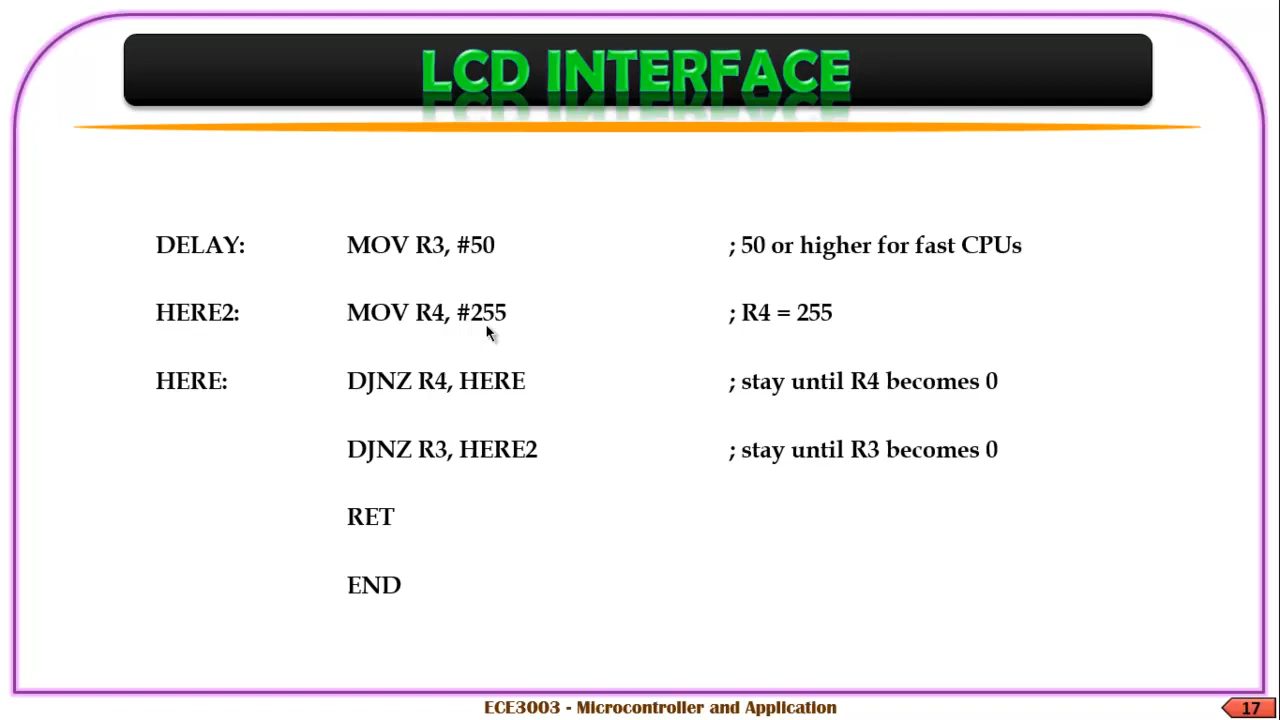 LCD INTERFACE
DELAY: MOV R3, #50 ; 50 or higher for fast CPUs
HERE2: MOV R4, #255 ; R4 = 255
HERE: DJNZ R4, HERE ; stay until R4 becomes 0
DJNZ R3, HERE2 ; stay until R3 becomes 0
RET
END
ECE3003 - Microcontroller and Application
17